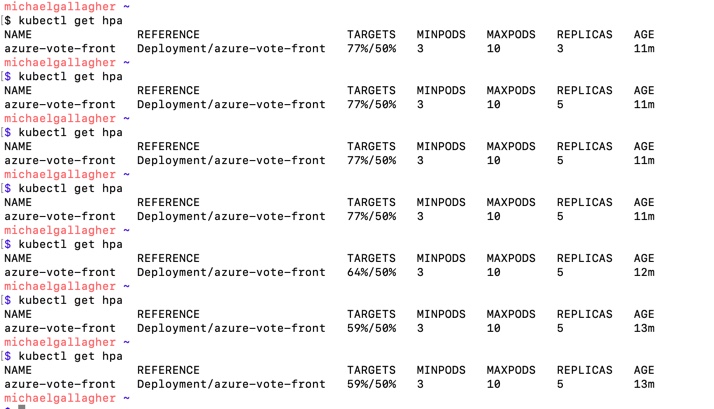 michaelgallagher ~
[$ kubectl get hpa
NAME REFERENCE TARGETS MINPODS MAXPODS REPLICAS AGE
azure-vote-front Deployment/azure-vote-front 77%/50% 3 10 3 11m
michaelgallagher ~
[$ kubectl get hpa
NAME REFERENCE TARGETS MINPODS MAXPODS REPLICAS AGE
azure-vote-front Deployment/azure-vote-front 77%/50% 3 10 5 11m
michaelgallagher ~
[$ kubectl get hpa
NAME REFERENCE TARGETS MINPODS MAXPODS REPLICAS AGE
azure-vote-front Deployment/azure-vote-front 77%/50% 3 10 5 11m
michaelgallagher ~
[$ kubectl get hpa
NAME REFERENCE TARGETS MINPODS MAXPODS REPLICAS AGE
azure-vote-front Deployment/azure-vote-front 77%/50% 3 10 5 11m
michaelgallagher ~
[$ kubectl get hpa
NAME REFERENCE TARGETS MINPODS MAXPODS REPLICAS AGE
azure-vote-front Deployment/azure-vote-front 64%/50% 3 10 5 12m
michaelgallagher ~
[$ kubectl get hpa
NAME REFERENCE TARGETS MINPODS MAXPODS REPLICAS AGE
azure-vote-front Deployment/azure-vote-front 59%/50% 3 10 5 13m
michaelgallagher ~
[$ kubectl get hpa
NAME REFERENCE TARGETS MINPODS MAXPODS REPLICAS AGE
azure-vote-front Deployment/azure-vote-front 59%/50% 3 10 5 13m
michaelgallagher ~